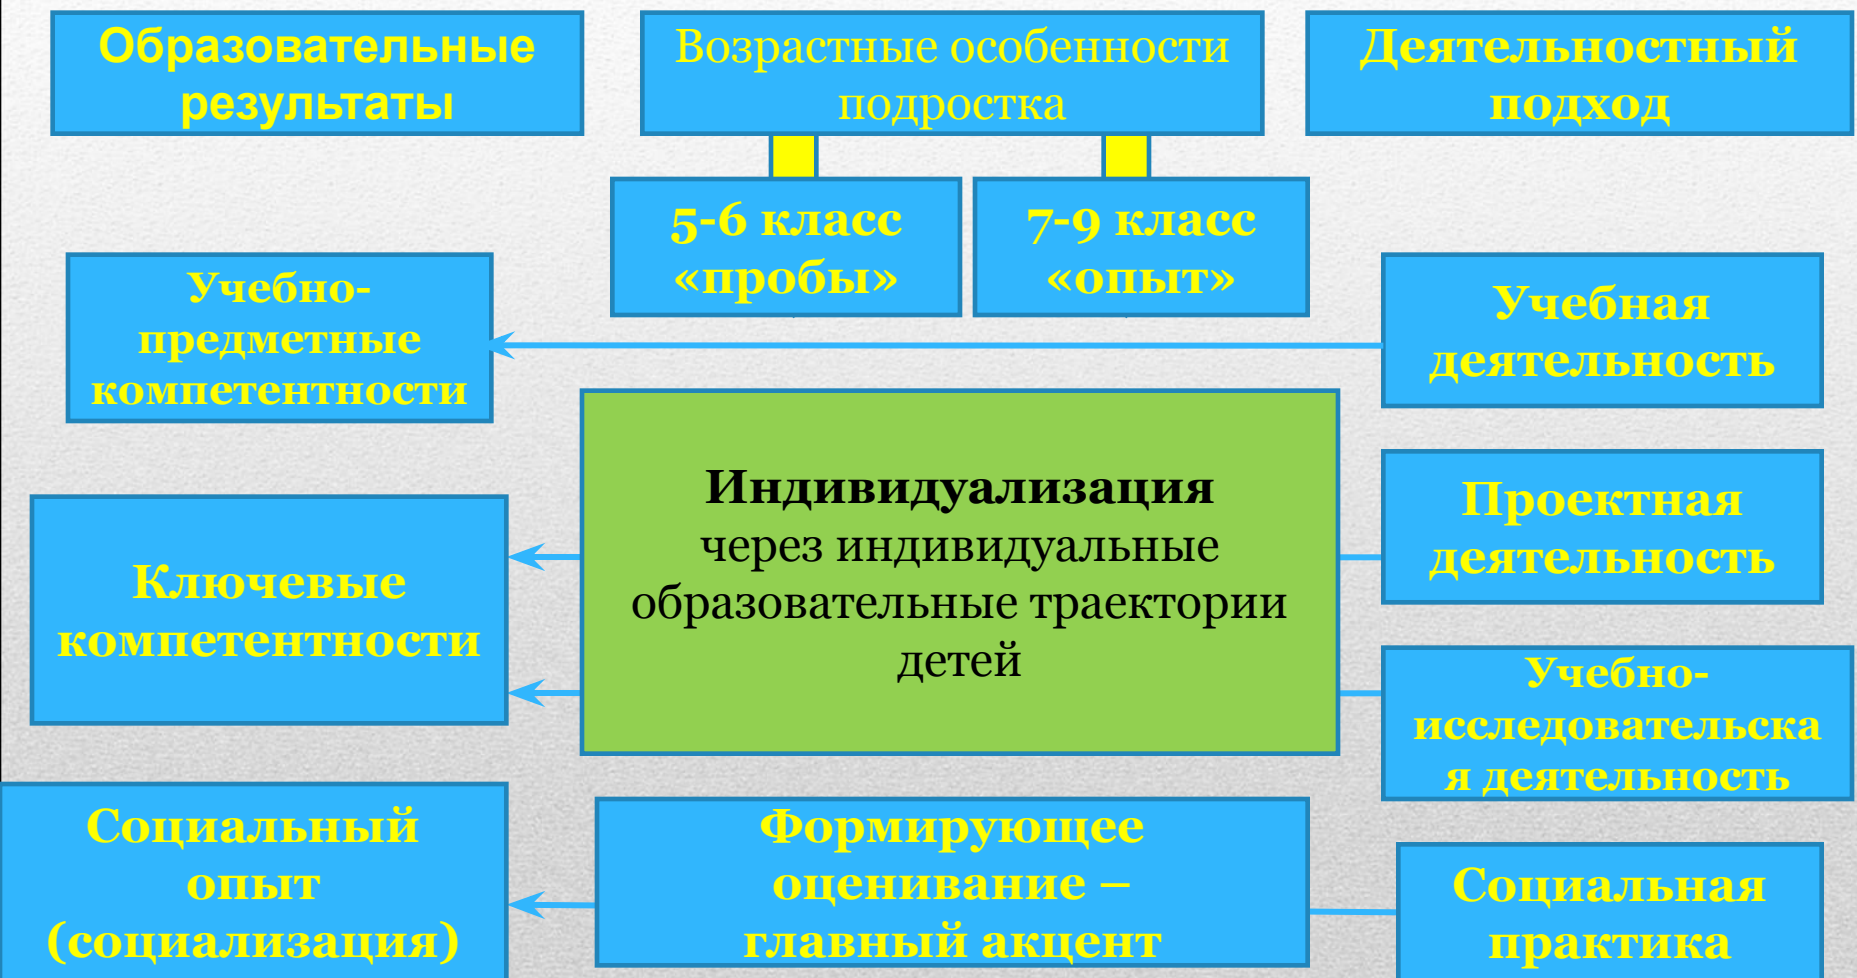 Образовательные
результаты
Возрастные особенности
подростка
Деятельностный
подход
5-6 класс
«пробы»
7-9 класс
«опыт»
Учебно-
предметные
компетентности
Учебная
деятельность
Индивидуализация
через индивидуальные
образовательные траектории
детей
Проектная
деятельность
Ключевые
компетентности
Учебно-
исследовательска
я деятельность
Социальный
опыт
(социализация)
Формирующее
оценивание –
главный акцент
Социальная
практика